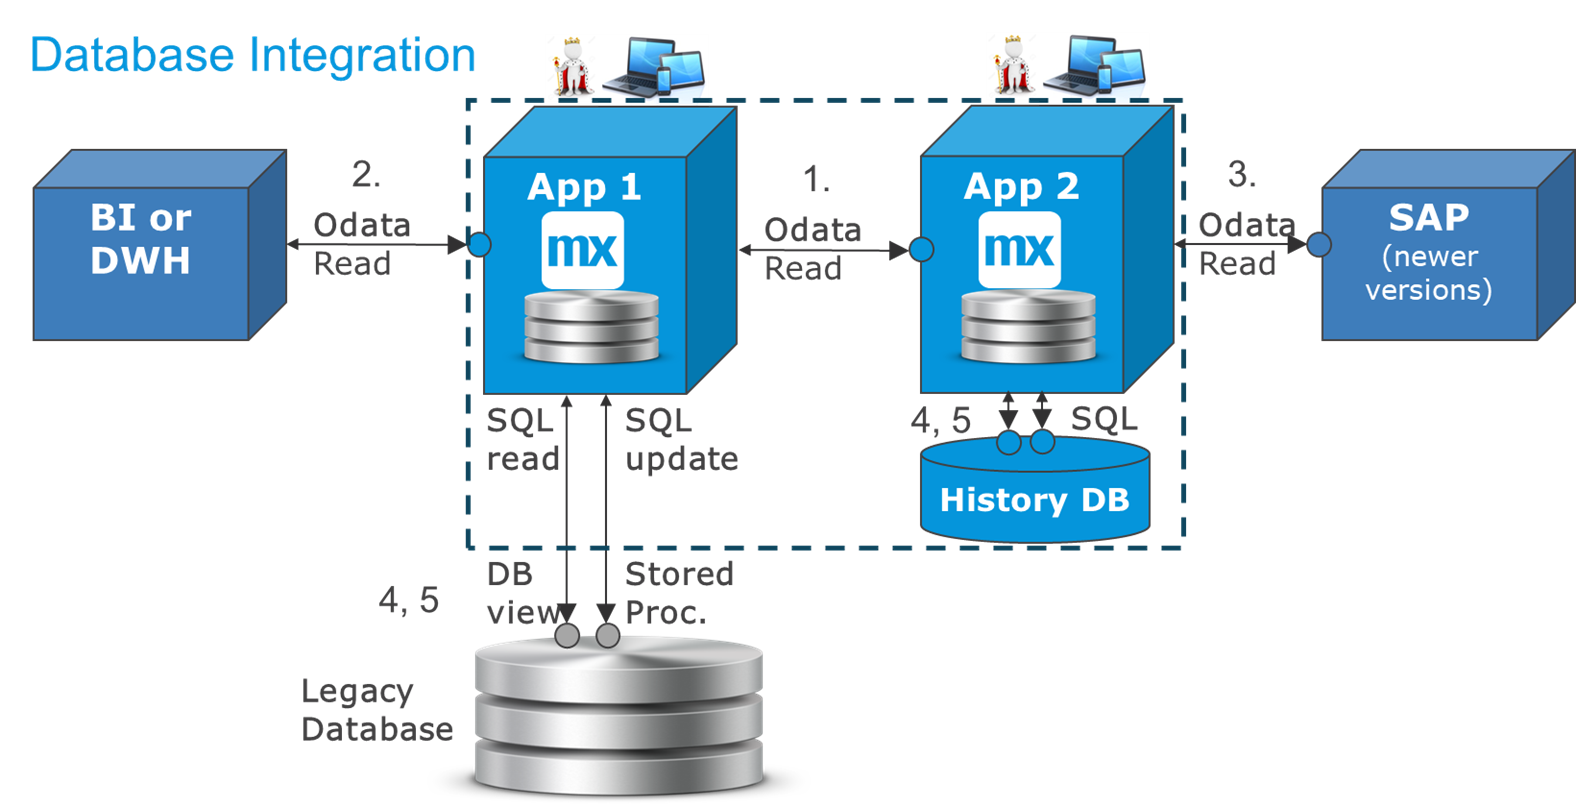 Database Integration
BI or
DWH
2.
Odata
Read
App 1
mx
1.
Odata
Read
App 2
mx
3.
Odata
Read
SAP
(newer
versions)
SQL
read
SQL
update
4, 5
SQL
History DB
4, 5
DB
view
Stored
Proc.
Legacy
Database